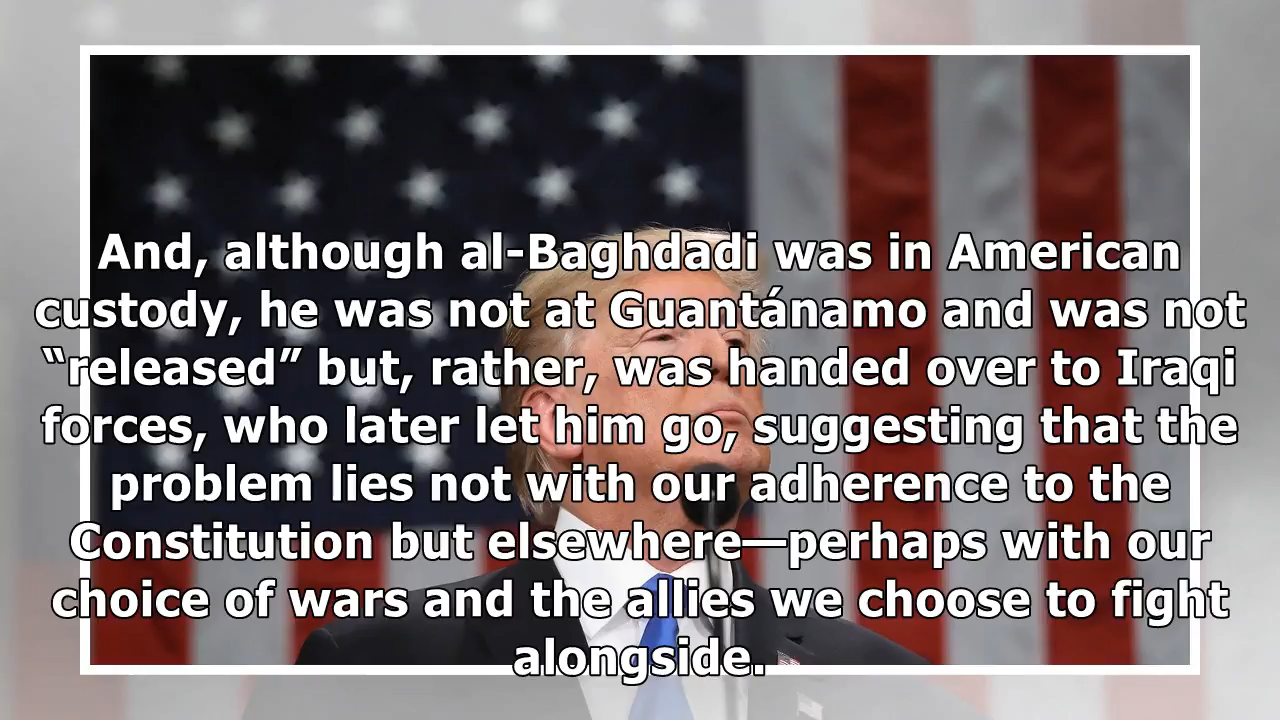 And, although al-Baghdadi was in American
custody, he was not at Guantánamo and was not
“released” but, rather, was handed over to Iraqi
forces, who later let him go, suggesting that the
problem lies not with our adherence to the
Constitution but elsewhere—perhaps with our
choice of wars and the allies we choose to fight
alongside.